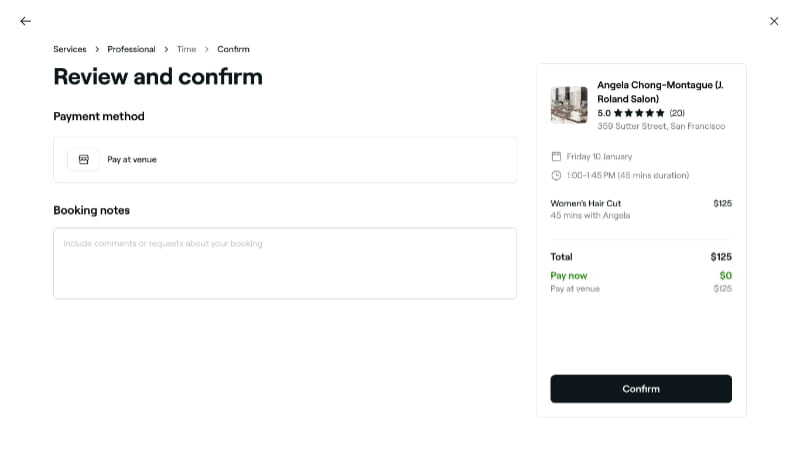 Services > Professional > Time > Confirm
Review and confirm
Payment method
Pay at venue
Booking notes
Include comments or requests about your booking
Angela Chong-Montague (J.
Roland Salon)
5.0 ★★★★★ (20)
359 Sutter Street, San Francisco
Friday 10 January
1:00-1:45 PM (45 mins duration)
Women's Hair Cut $125
45 mins with Angela
Total $125
Pay now $0
Pay at venue $125
Confirm